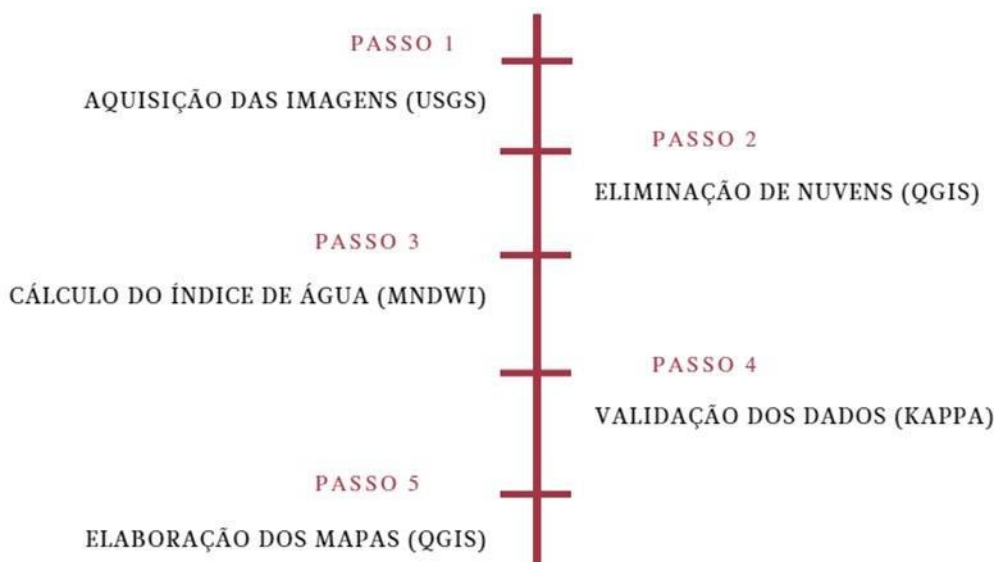 PASSO 1
AQUISIÇÃO DAS IMAGENS (USGS)
PASSO 2
ELIMINAÇÃO DE NUVENS (QGIS)
PASSO 3
CÁLCULO DO ÍNDICE DE ÁGUA (MNDWI)
PASSO 4
VALIDAÇÃO DOS DADOS (KAPPA)
PASSO 5
ELABORAÇÃO DOS MAPAS (QGIS)